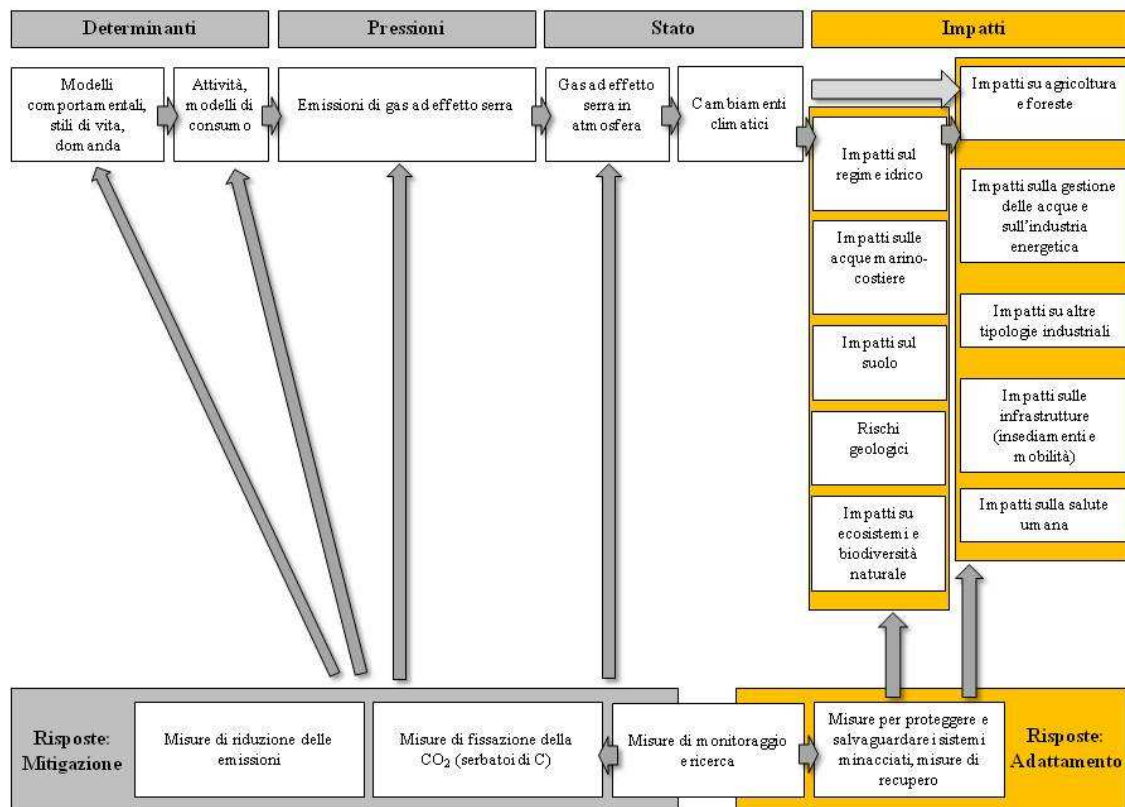 Determinanti
Pressioni
Stato
Impatti
Modelli
comportamentali,
stili di vita,
domanda
Attività,
modelli di
consumo
Emissioni di gas ad effetto serra
Gas ad effetto
serra in
atmosfera
Cambiamenti
climatici
Impatti sul
regime idrico
Impatti sulle
acque marino-
costiere
Impatti sul
suolo
Rischi
geologici
Impatti su
ecosistemi e
biodiversità
naturale
Impatti su agricoltura
e foreste
Impatti sulla gestione
delle acque e
sull'industria
energetica
Impatti su altre
tipologie industriali
Impatti sulle
infrastrutture
(insediamenti e
mobilità)
Impatti sulla salute
umana
Risposte:
Mitigazione
Misure di riduzione delle
emissioni
Misure di fissazione della
CO2 (serbatoi di C)
Misure di monitoraggio
e ricerca
Misure per proteggere e
salvaguardare i sistemi
minacciati, misure di
recupero
Risposte:
Adattamento